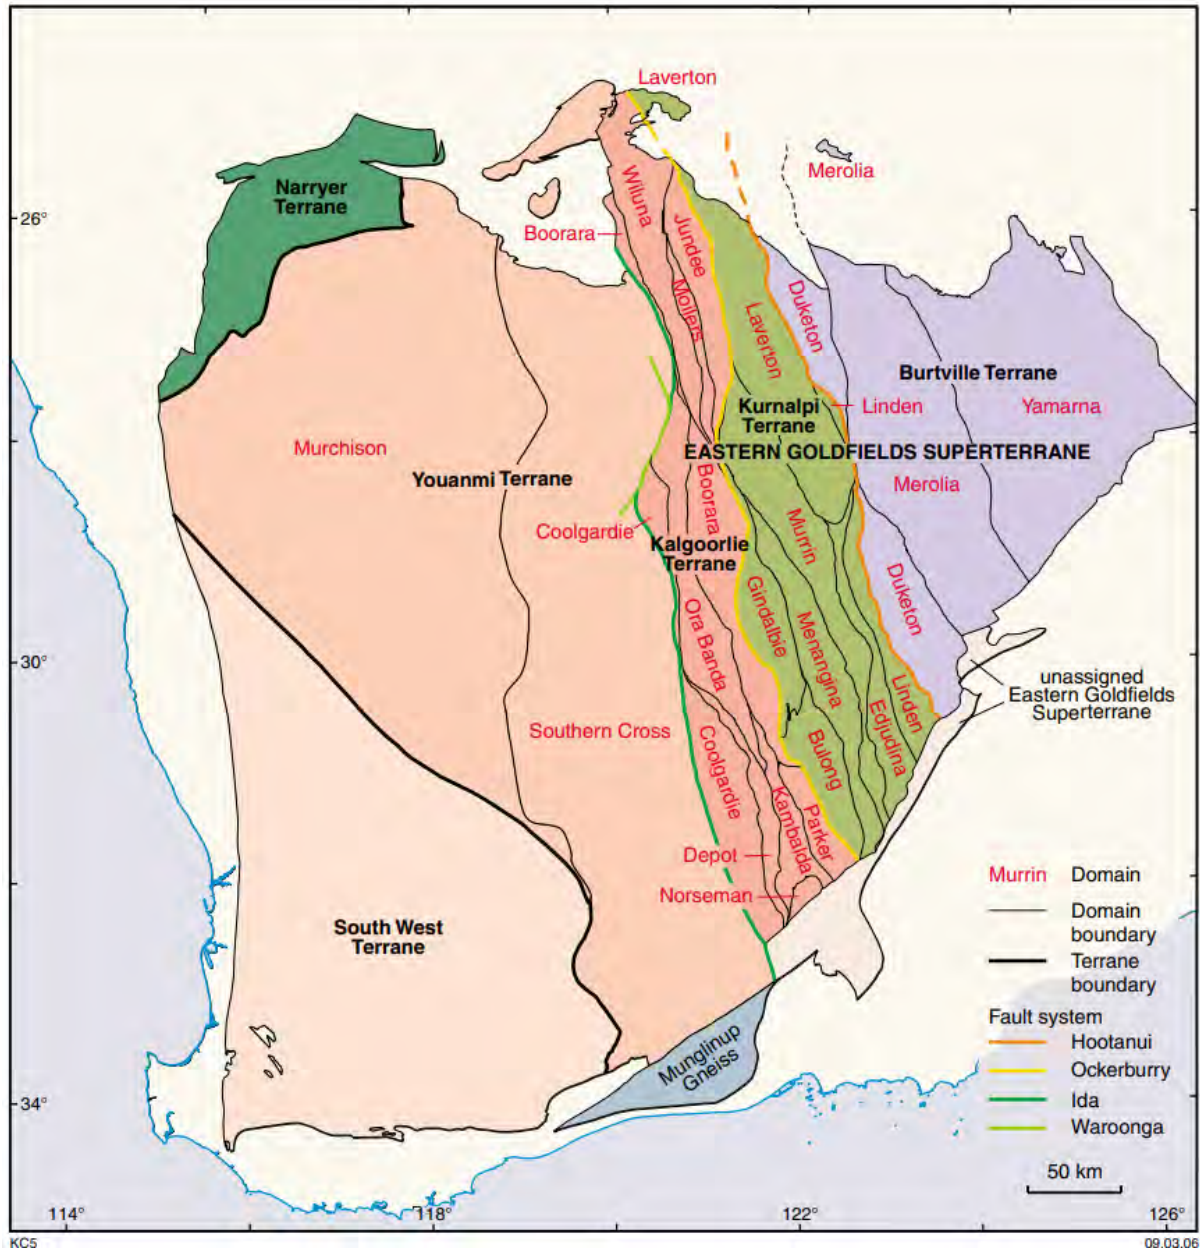 Laverton
Merolia
Narryer
Terrane
Wiluna
Boorara
Jundee
Mollers
Duketon
Laverton
Burtville Terrane
Kurnalpi
Terrane
Linden
Yamarna
Murchison
EASTERN GOLDFIELDS SUPERTERRANE
Youanmi Terrane
Merolia
Boorara
Coolgardie
Murrin
Kalgoorlie
Terrane
Gindalbie
Duketon
Ora Banda
Menangina
unassigned
Eastern Goldfields
Superterrane
Linden
Edjudina
Southern Cross
Coolgardie
Bulong
Kambalda
Parker
Depot
Norseman
South West
Terrane
Munglinup
Gneiss
Murrin Domain
Domain
boundary
Terrane
boundary
Fault system
Hootanui
Ockerburry
Ida
Waroonga
50 km
26°
30°
34°
114°
118°
122°
126°
KC5
09.03.06